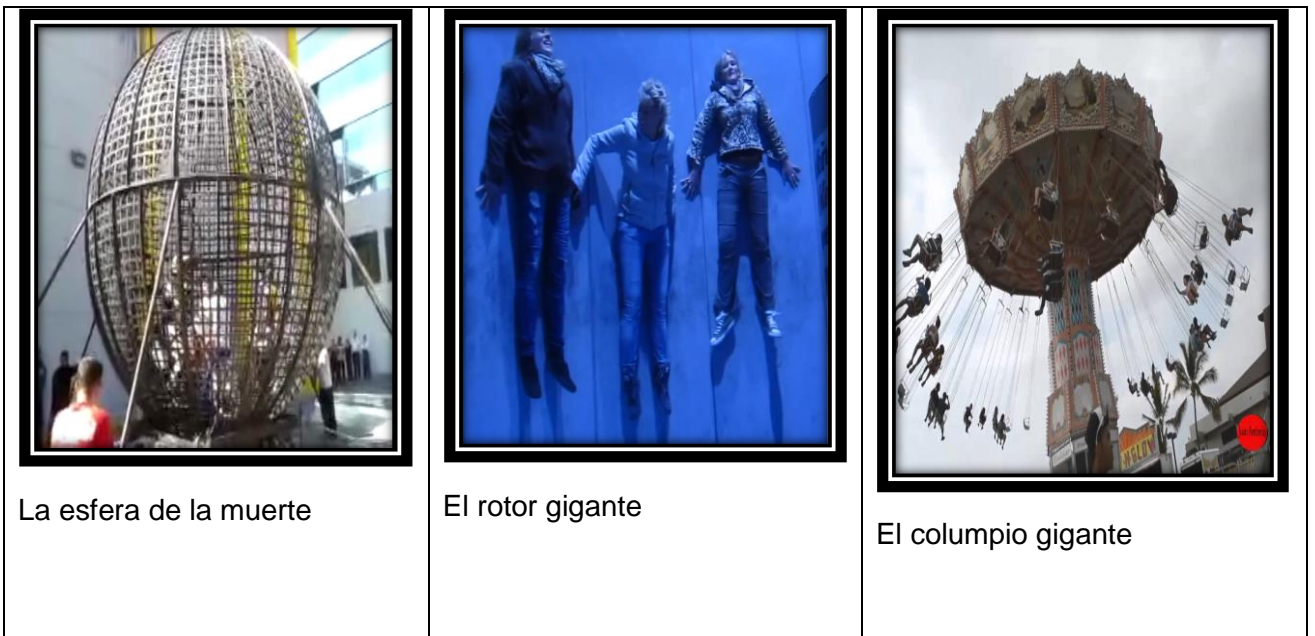 La esfera de la muerte
El rotor gigante
El columpio gigante